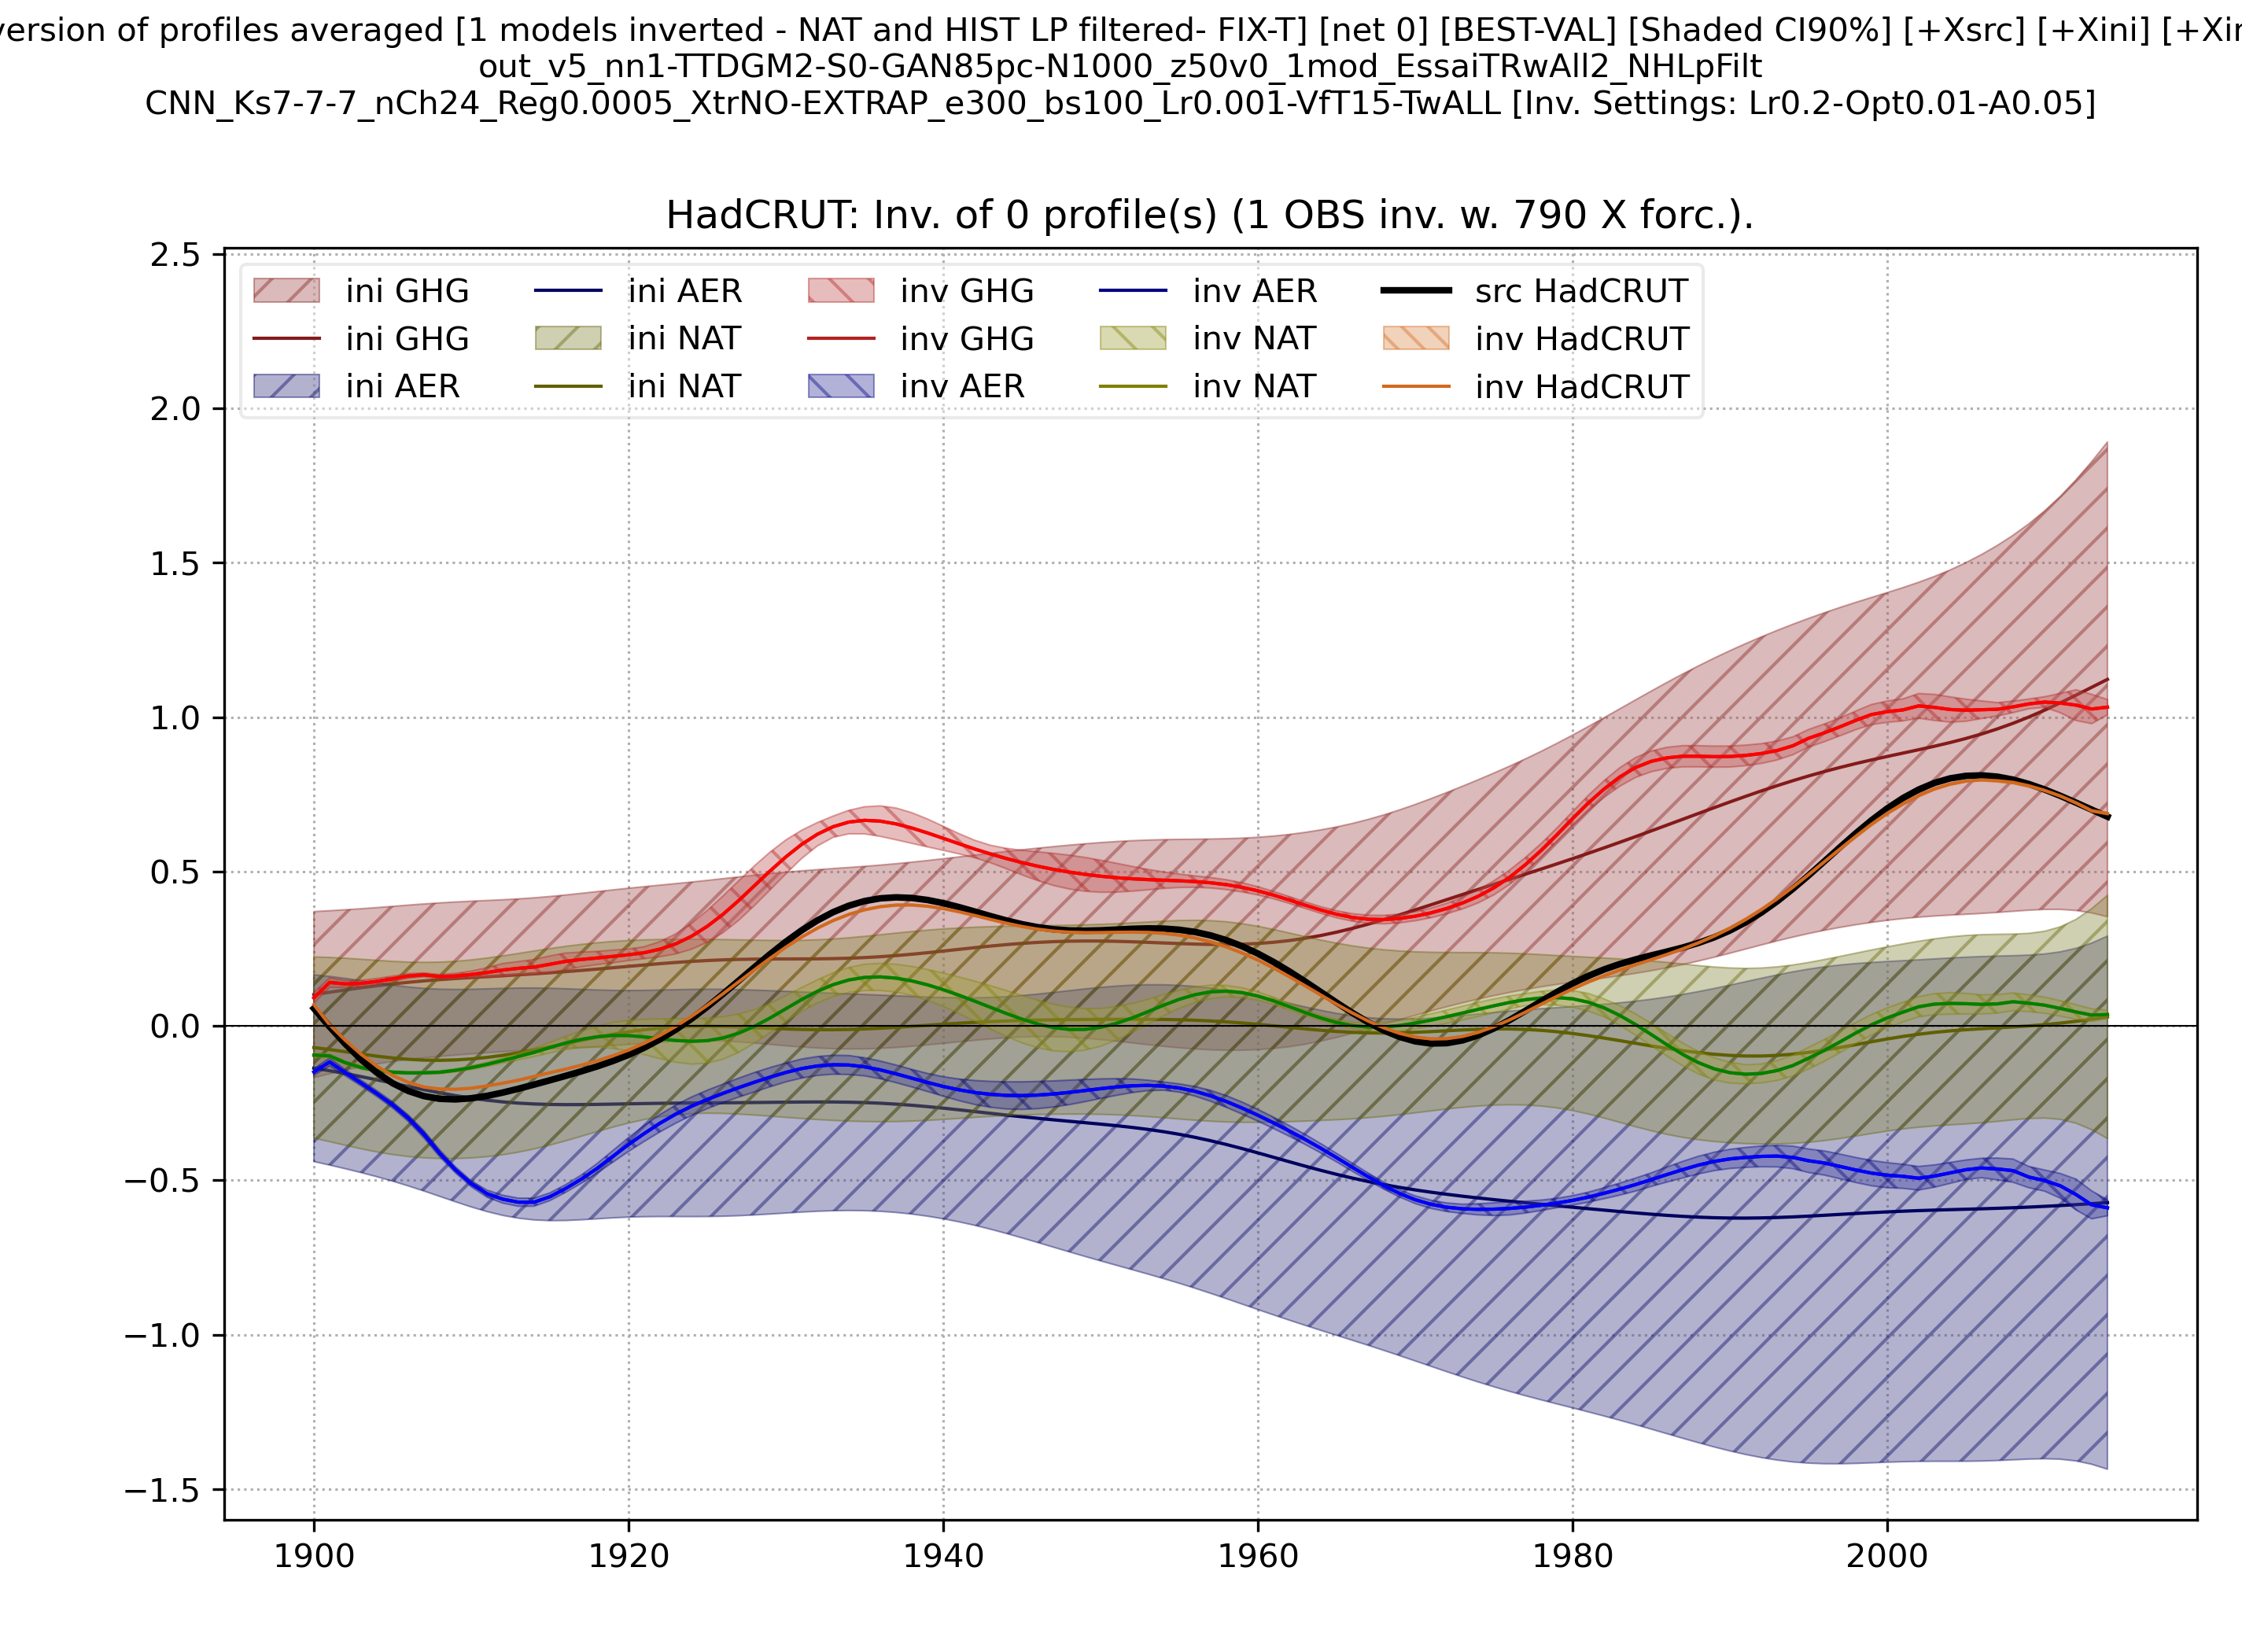 version of profiles averaged [1 models inverted - NAT and HIST LP filtered- FIX-T] [net 0] [BEST-VAL] [Shaded CI90%] [+Xsrc] [+Xini] [+Xin
out_v5_nn1-TTDGM2-S0-GAN85pc-N1000_z50v0_1mod_EssaiTRwAll2_NHLpFilt
CNN_Ks7-7-7_nCh24_Reg0.0005_XtrNO-EXTRAP_e300_bs100_Lr0.001-VfT15-TwALL [Inv. Settings: Lr0.2-Opt0.01-A0.05]
HadCRUT: Inv. of 0 profile(s) (1 OBS inv. w. 790 X forc.).
ini GHG ini AER inv GHG inv AER src HadCRUT
ini GHG ini NAT inv GHG inv NAT inv HadCRUT
ini AER ini NAT inv AER inv NAT inv HadCRUT
2.5
2.0
1.5
1.0
0.5
0.0
−0.5
−1.0
−1.5
1900 1920 1940 1960 1980 2000